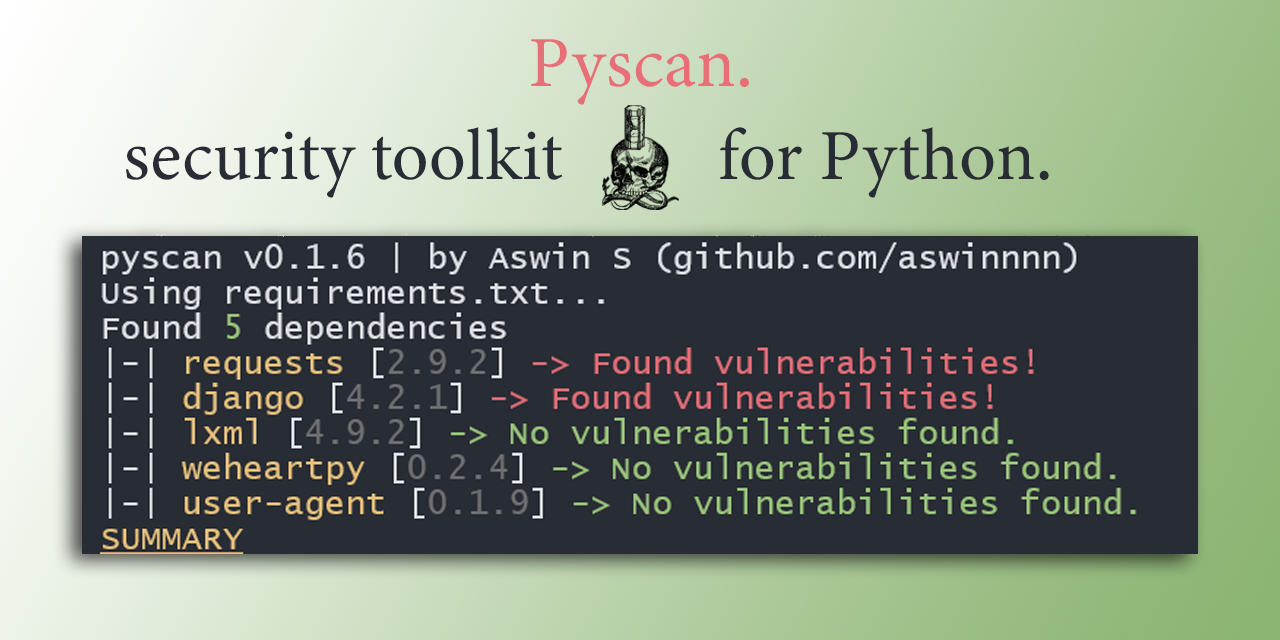 Pyscan.
security toolkit for Python.
pyscan v0.1.6 | by Aswin S (github.com/aswinnnn)
Using requirements.txt...
Found 5 dependencies
|-| requests [2.9.2] -> Found vulnerabilities!
|-| django [4.2.1] -> Found vulnerabilities!
|-| lxml [4.9.2] -> No vulnerabilities found.
|-| weheartpy [0.2.4] -> No vulnerabilities found.
|-| user-agent [0.1.9] -> No vulnerabilities found.
SUMMARY